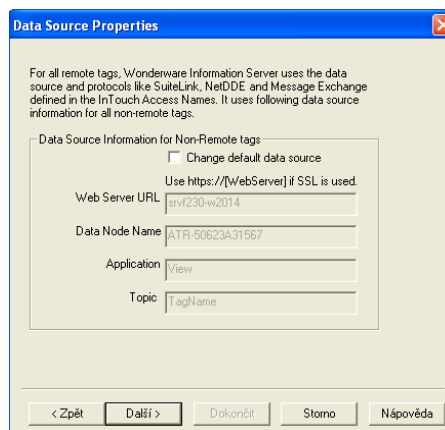 Data Source Properties
For all remote tags, Wonderware Information Server uses the data
source and protocols like SuiteLink, NetDDE and Message Exchange
defined in the InTouch Access Names. It uses following data source
information for all non-remote tags.
Data Source Information for Non-Remote tags
Change default data source
Use https://[WebServer] if SSL is used.
Web Server URL srvf230-w2014
Data Node Name ATR-50623A31567
Application View
Topic TagName
< Zpět Další > Dokončit Storno Nápověda